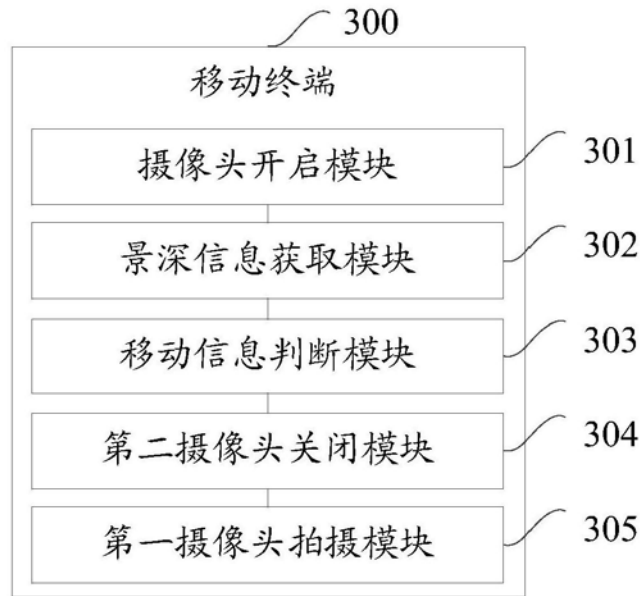 300
移动终端
摄像头开启模块
301
景深信息获取模块
302
移动信息判断模块
303
第二摄像头关闭模块
304
第一摄像头拍摄模块
305